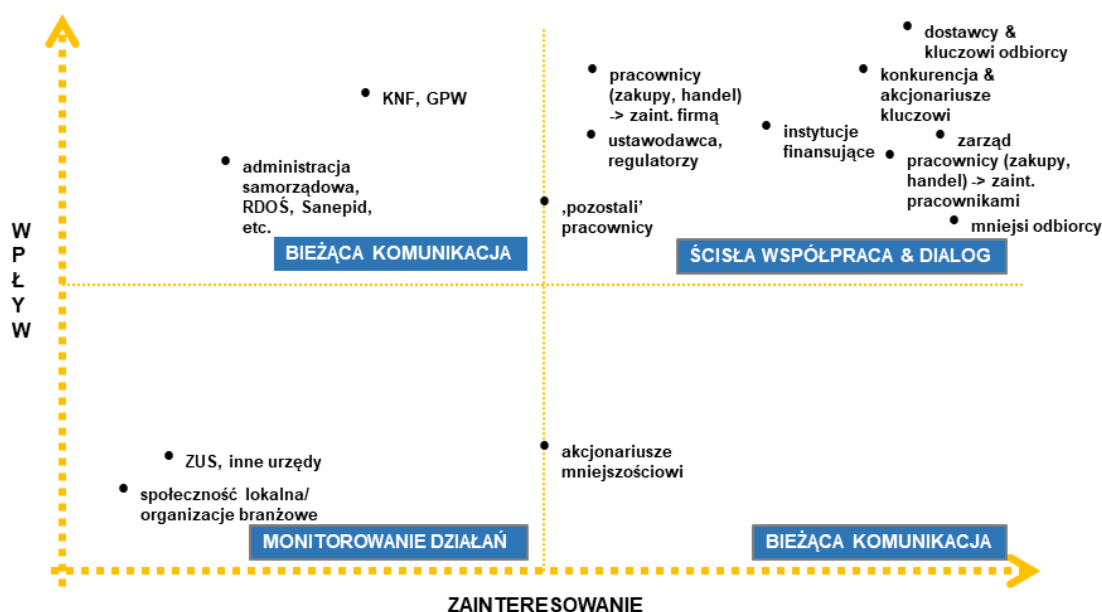 dostawcy &
kluczowi odbiorcy
pracownicy
(zakupy, handel)
-> zaint. firmą
konkurencja &
akcjonariusze
kluczowi
KNF, GPW
ustawodawca,
regulatorzy
instytucje
finansujące
zarząd
pracownicy (zakupy,
handel) -> zaint.
pracownikami
administracja
samorządowa,
RDOŚ, Sanepid,
etc.
‚pozostali’
pracownicy
mniejsi odbiorcy
BIEŻĄCA KOMUNIKACJA
ŚCISŁA WSPÓŁPRACA & DIALOG
W
P
Ł
Y
W
ZUS, inne urzędy
społeczność lokalna/
organizacje branżowe
akcjonariusze
mniejszościowi
MONITOROWANIE DZIAŁAŃ
BIEŻĄCA KOMUNIKACJA
ZAINTERESOWANIE